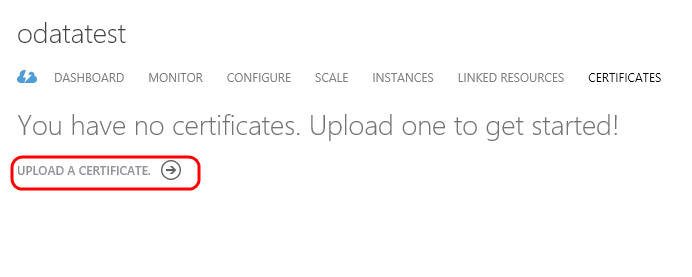 odatatest
DASHBOARD MONITOR CONFIGURE SCALE INSTANCES LINKED RESOURCES CERTIFICATES
You have no certificates. Upload one to get started!
UPLOAD A CERTIFICATE.